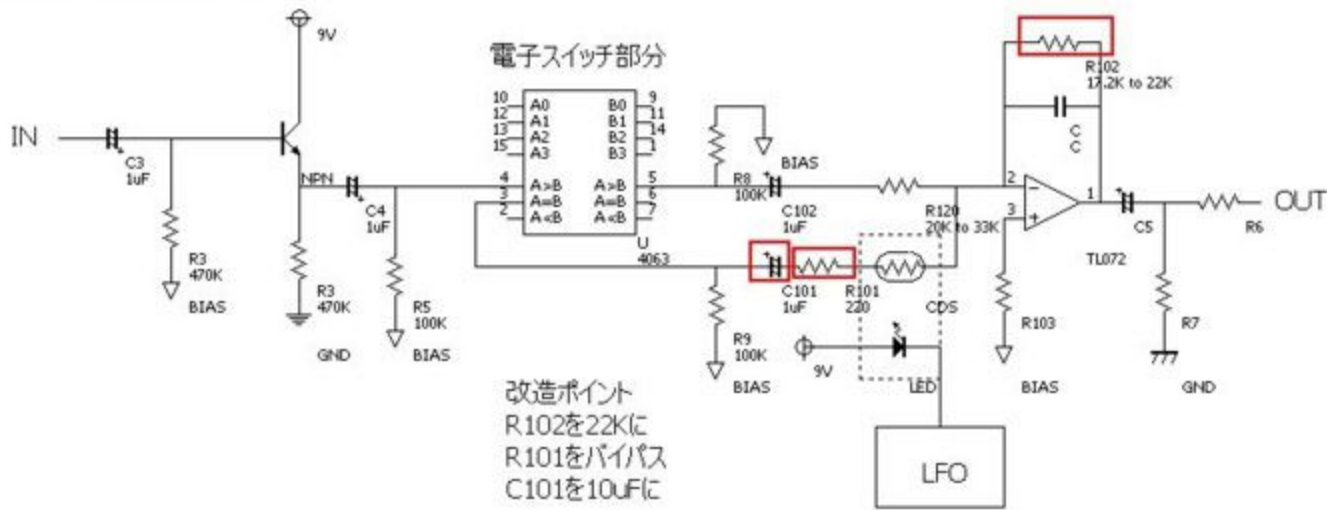 9V
電子スイッチ部分
R102
17.2K to 22K
10 A0 B0 9
12 A1 B1 11
13 A2 B2 14
15 A3 B3 1
4 A>B A>B 5
3 A=B A=B 6
2 A<B A<B 7
U
4063
IN
C3
1uF
NPN
C4
1uF
R3
470K
BIAS
R3
470K
GND
R5
100K
BIAS
R8
100K
BIAS
C102
1uF
R120
20K to 33K
C
C
2
3
1
TL072
C5
R6
OUT
C101
1uF
R101
220
CDS
R9
100K
BIAS
9V
LED
R103
BIAS
R7
GND
改造ポイント
R102を22Kに
R101をバイパス
C101を10uFに
LFO